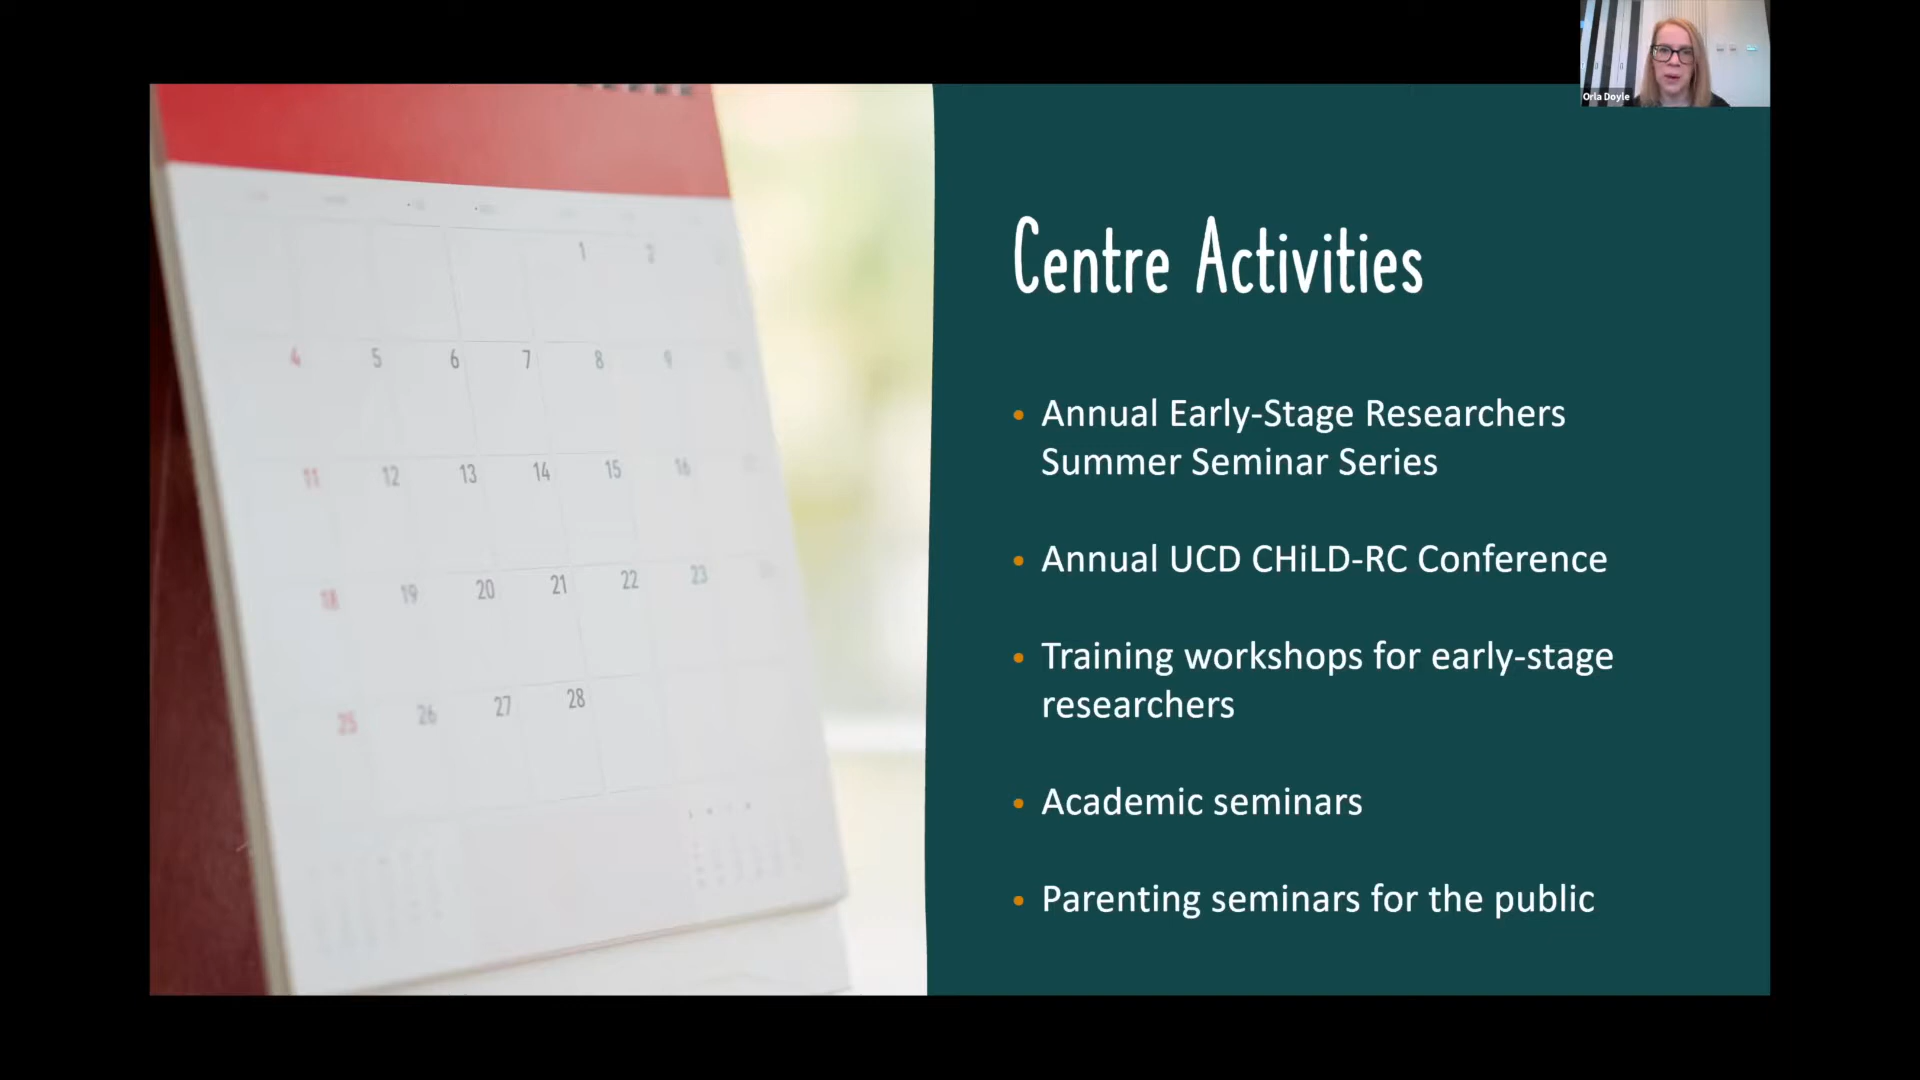 Orla Doyle
Centre Activities
• Annual Early-Stage Researchers
Summer Seminar Series
• Annual UCD CHiLD-RC Conference
• Training workshops for early-stage
researchers
• Academic seminars
• Parenting seminars for the public
1 2
4 5 6 7 8 9
11 12 13 14 15 16
18 19 20 21 22 23
25 26 27 28